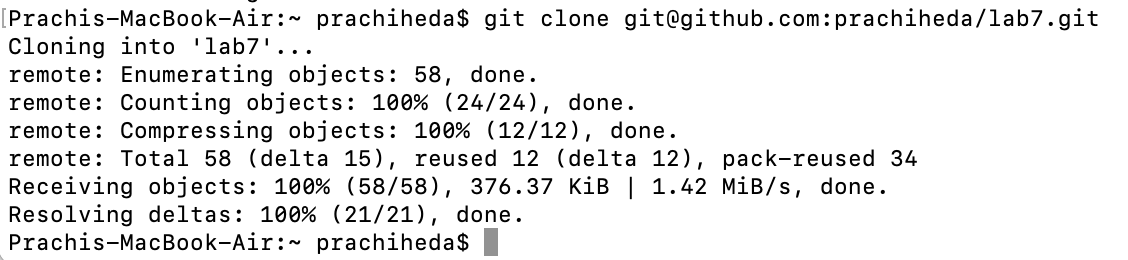 [Prachis-MacBook-Air:~ prachiheda$ git clone git@github.com:prachiheda/lab7.git
Cloning into 'lab7'...
remote: Enumerating objects: 58, done.
remote: Counting objects: 100% (24/24), done.
remote: Compressing objects: 100% (12/12), done.
remote: Total 58 (delta 15), reused 12 (delta 12), pack-reused 34
Receiving objects: 100% (58/58), 376.37 KiB | 1.42 MiB/s, done.
Resolving deltas: 100% (21/21), done.
Prachis-MacBook-Air:~ prachiheda$